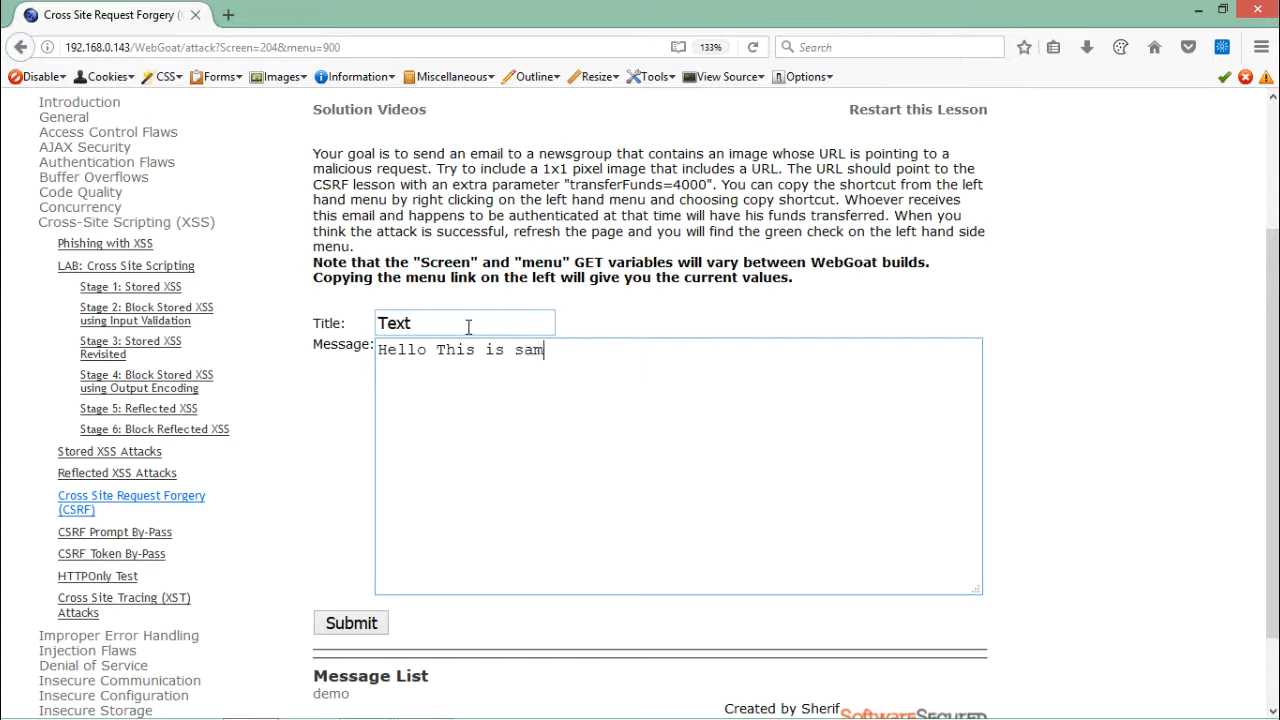 Cross Site Request Forgery (
192.168.0.143/WebGoat/attack?Screen=204&menu=900
133%
Search
Disable
Cookies
CSS
Forms
Images
Information
Miscellaneous
Outline
Resize
Tools
View Source
Options
Introduction
General
Access Control Flaws
AJAX Security
Authentication Flaws
Buffer Overflows
Code Quality
Concurrency
Cross-Site Scripting (XSS)
Phishing with XSS
LAB: Cross Site Scripting
Stage 1: Stored XSS
Stage 2: Block Stored XSS
using Input Validation
Stage 3: Stored XSS
Revisited
Stage 4: Block Stored XSS
using Output Encoding
Stage 5: Reflected XSS
Stage 6: Block Reflected XSS
Stored XSS Attacks
Reflected XSS Attacks
Cross Site Request Forgery
(CSRF)
CSRF Prompt By-Pass
CSRF Token By-Pass
HTTPOnly Test
Cross Site Tracing (XST)
Attacks
Improper Error Handling
Injection Flaws
Denial of Service
Insecure Communication
Insecure Configuration
Insecure Storage
Solution Videos
Restart this Lesson
Your goal is to send an email to a newsgroup that contains an image whose URL is pointing to a
malicious request. Try to include a 1x1 pixel image that includes a URL. The URL should point to the
CSRF lesson with an extra parameter "transferFunds=4000". You can copy the shortcut from the left
hand menu by right clicking on the left hand menu and choosing copy shortcut. Whoever receives
this email and happens to be authenticated at that time will have his funds transferred. When you
think the attack is successful, refresh the page and you will find the green check on the left hand side
menu.
Note that the "Screen" and "menu" GET variables will vary between WebGoat builds.
Copying the menu link on the left will give you the current values.
Title:
Text
Message:
Hello This is sam
Submit
Message List
demo
Created by Sherif
SOFTWARE SECURED